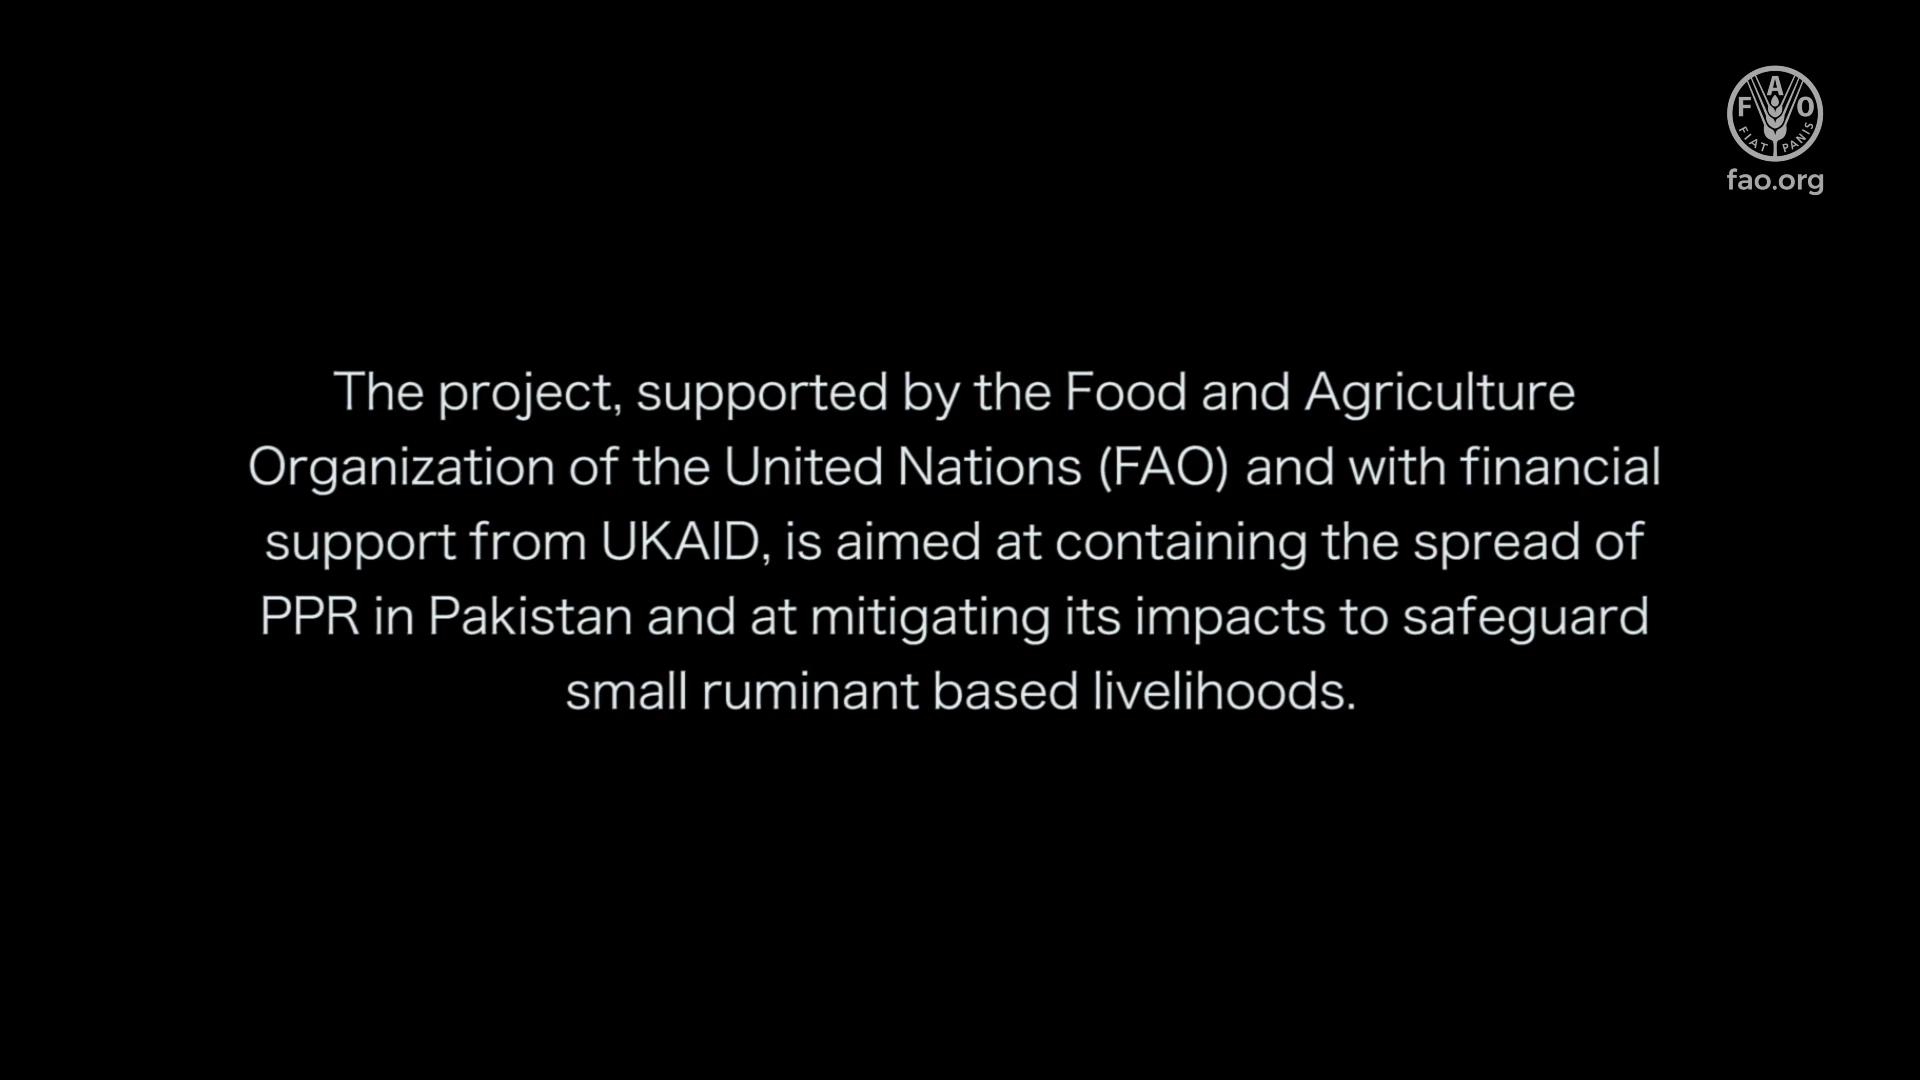 F A O
FIAT PANIS
fao.org
The project, supported by the Food and Agriculture
Organization of the United Nations (FAO) and with financial
support from UKAID, is aimed at containing the spread of
PPR in Pakistan and at mitigating its impacts to safeguard
small ruminant based livelihoods.